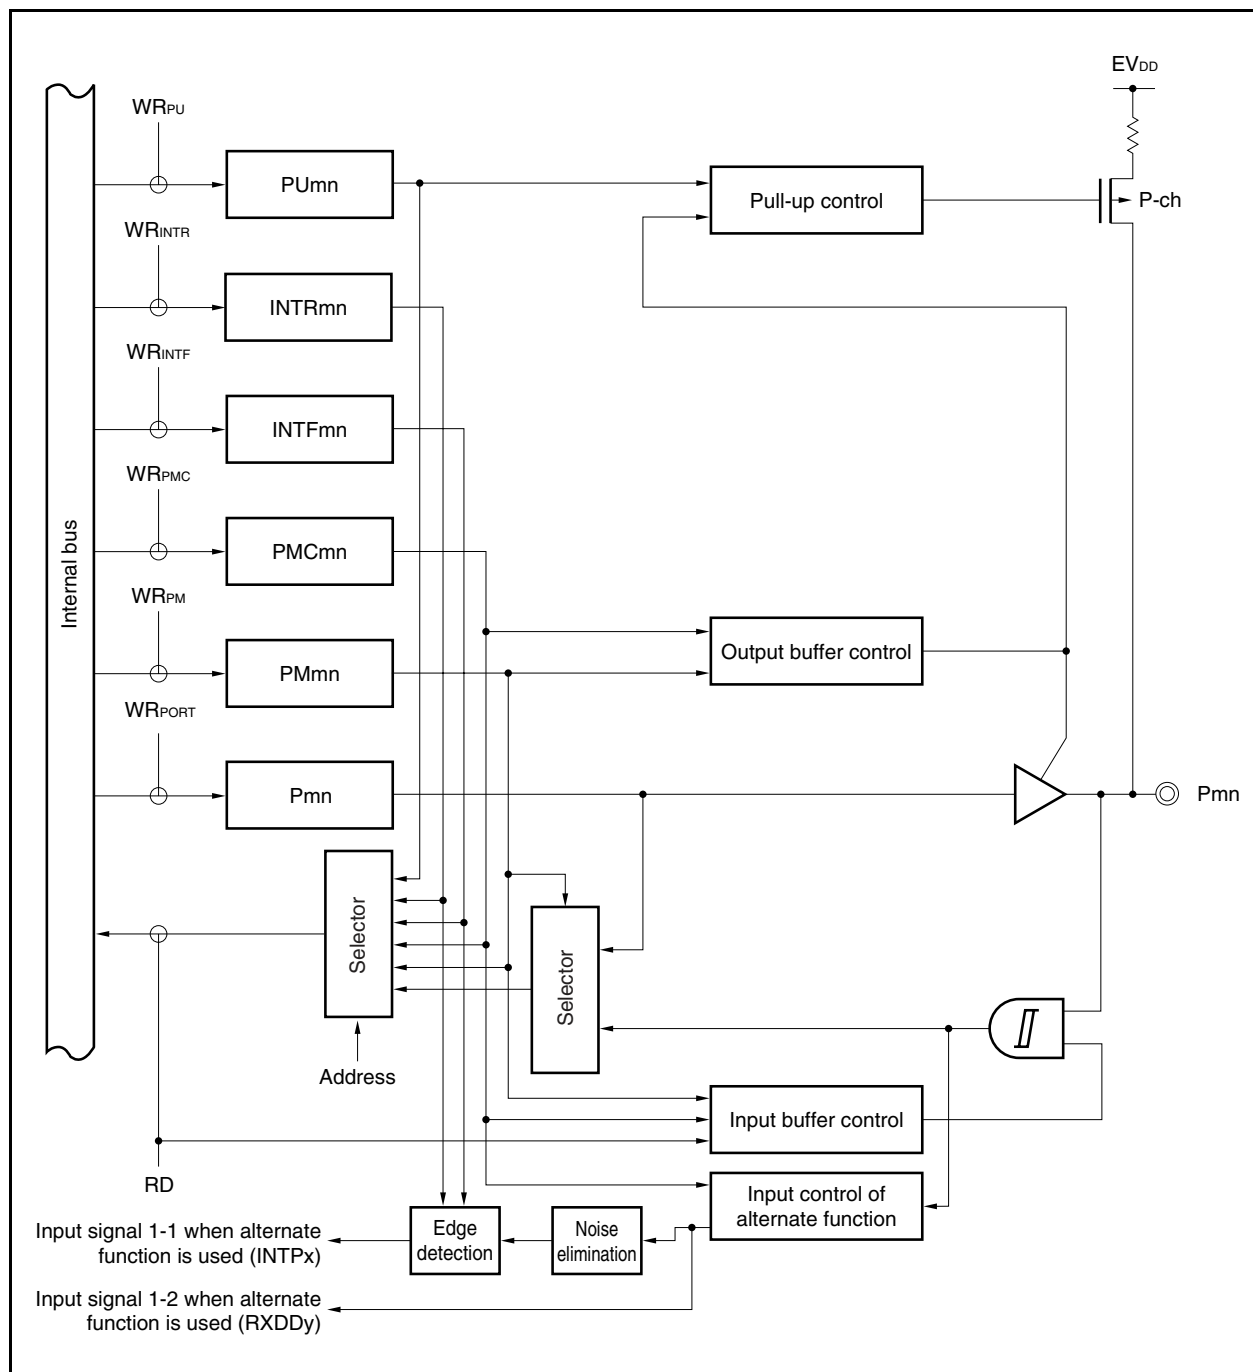 EVDD
WRPU
PUmn
Pull-up control
P-ch
WRINTR
INTRmn
WRINTF
INTFmn
WRPMC
PMCmn
Internal bus
WRPM
PMmn
Output buffer control
WRPORT
Pmn
Pmn
Selector
Selector
Address
Input buffer control
RD
Input control of
alternate function
Edge
detection
Noise
elimination
Input signal 1-1 when alternate
function is used (INTPx)
Input signal 1-2 when alternate
function is used (RXDDy)